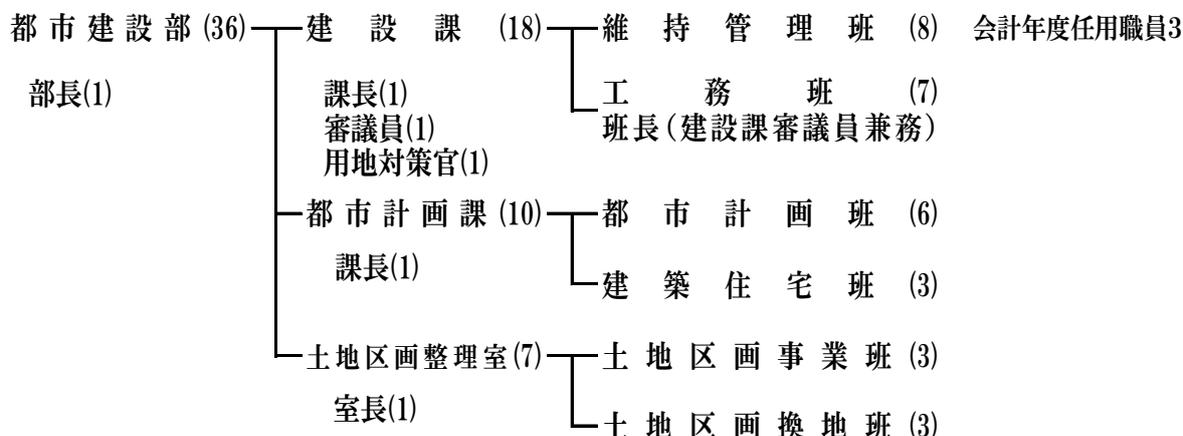 都市建設部(36) 建設課(18) 維持管理班(8) 会計年度任用職員3
部長(1) 課長(1) 工務班(7)
審議員(1) 班長(建設課審議員兼務)
用地対策官(1)
都市計画課(10) 都市計画班(6)
課長(1) 建築住宅班(3)
土地区画整理室(7) 土地区画事業班(3)
室長(1) 土地区画換地班(3)